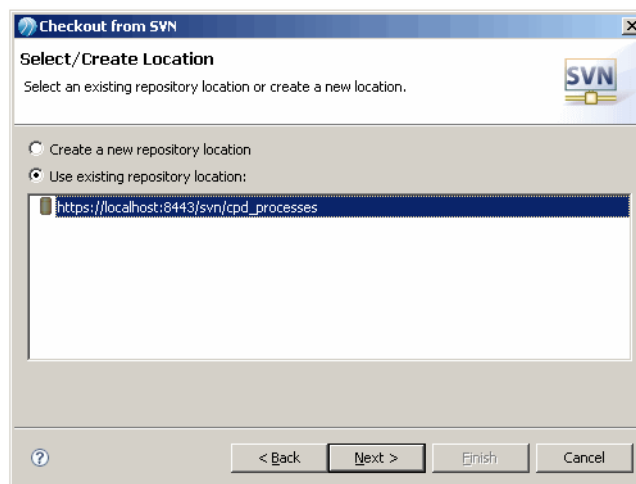 Checkout from SVN
Select/Create Location
Select an existing repository location or create a new location.
SVN
Create a new repository location
Use existing repository location:
https://localhost:8443/svn/cpd_processes
?
< Back
Next >
Finish
Cancel